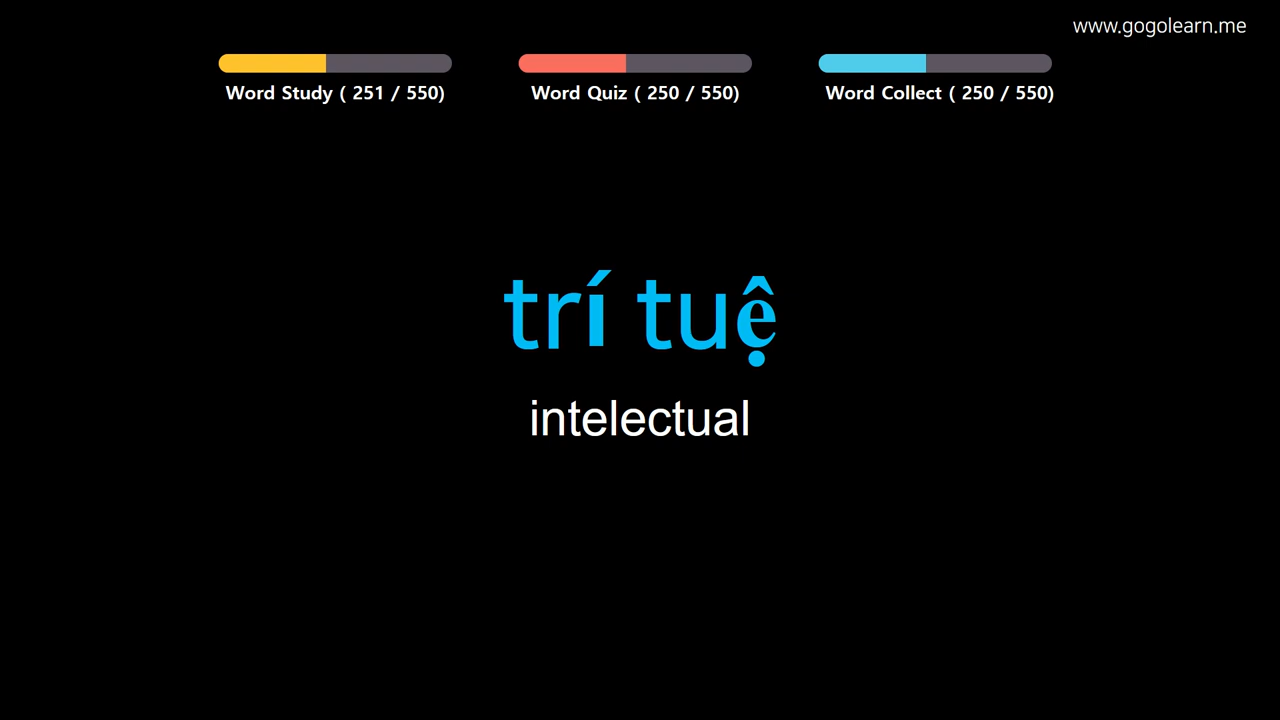 www.gogolearn.me
Word Study ( 251 / 550)
Word Quiz ( 250 / 550)
Word Collect ( 250 / 550)
trí tuệ
intelectual